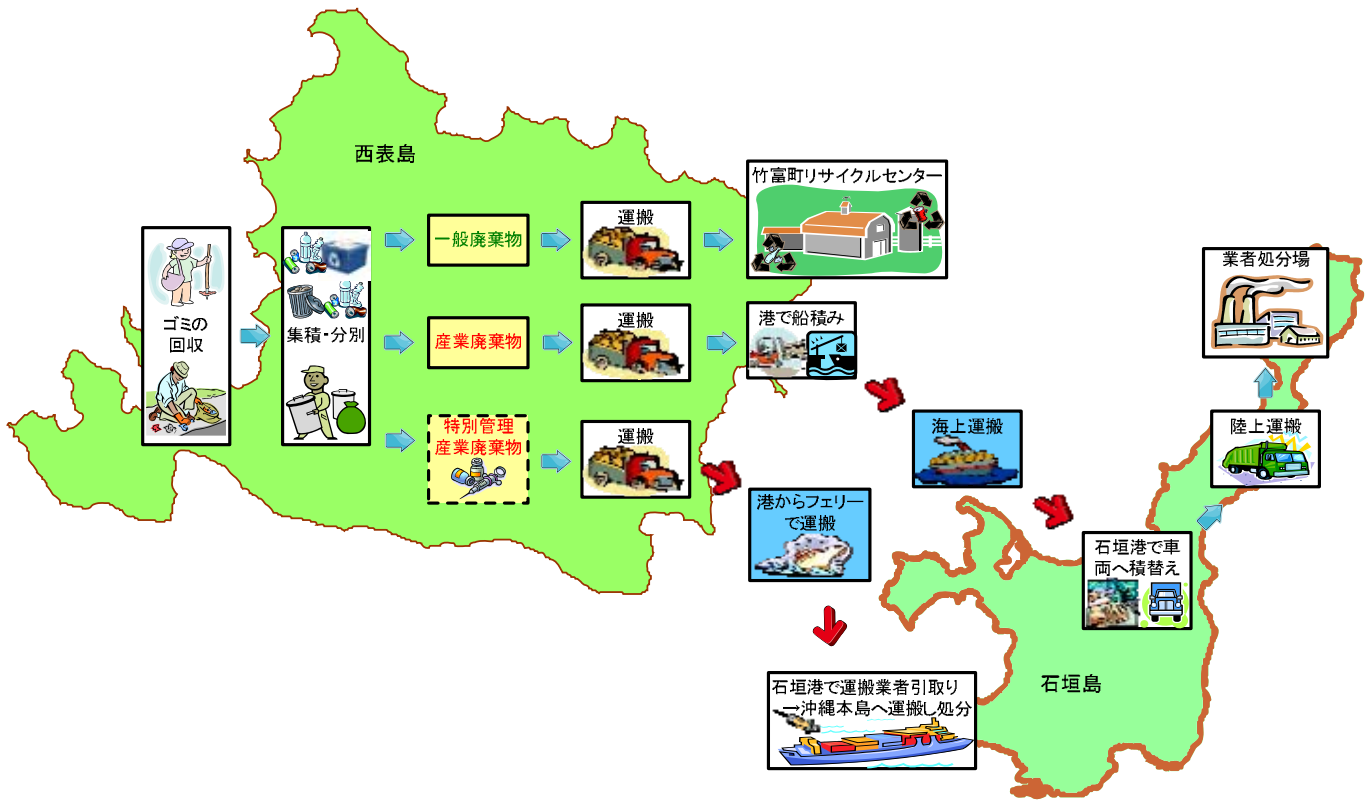 西表島
ゴミの
回収
集積・分別
一般廃棄物
運搬
竹富町リサイクルセンター
産業廃棄物
運搬
港で船積み
特別管理
産業廃棄物
運搬
海上運搬
港からフェリー
で運搬
石垣港で車
両へ積替え
陸上運搬
業者処分場
石垣港で運搬業者引取り
→沖縄本島へ運搬し処分
石垣島